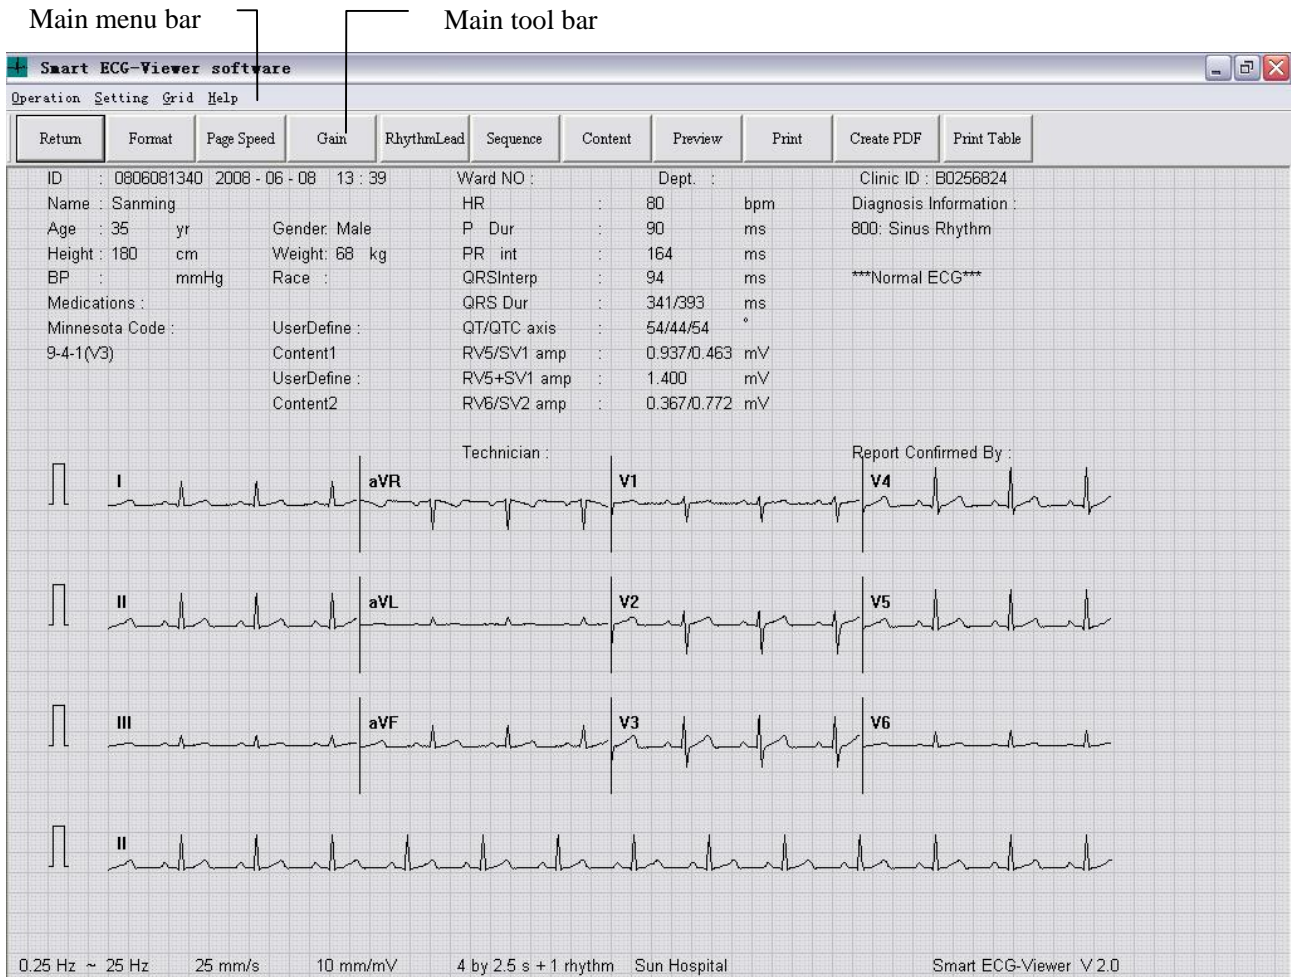 Main menu bar Main tool bar
Smart ECG-Viewer software
Operation Setting Grid Help
Return Format Page Speed Gain RhythmLead Sequence Content Preview Print Create PDF Print Table
ID : 0806081340 2008 - 06 - 08 13 : 39 Ward NO : Dept. : Clinic ID : B0256824
Name : Sanming HR : 80 bpm Diagnosis Information :
Age : 35 yr Gender: Male P Dur : 90 ms 800: Sinus Rhythm
Height : 180 cm Weight: 68 kg PR int : 164 ms
BP : mmHg Race : QRSInterp : 94 ms ***Normal ECG***
Medications : QRS Dur : 341/393 ms
Minnesota Code : UserDefine : QT/QTC axis : 54/44/54 °
9-4-1(V3) Content1 RV5/SV1 amp : 0.937/0.463 mV
UserDefine : RV5+SV1 amp : 1.400 mV
Content2 RV6/SV2 amp : 0.367/0.772 mV
Technician : Report Confirmed By :
I aVR V1 V4
II aVL V2 V5
III aVF V3 V6
II
0.25 Hz ~ 25 Hz 25 mm/s 10 mm/mV 4 by 2.5 s + 1 rhythm Sun Hospital Smart ECG-Viewer V 2.0